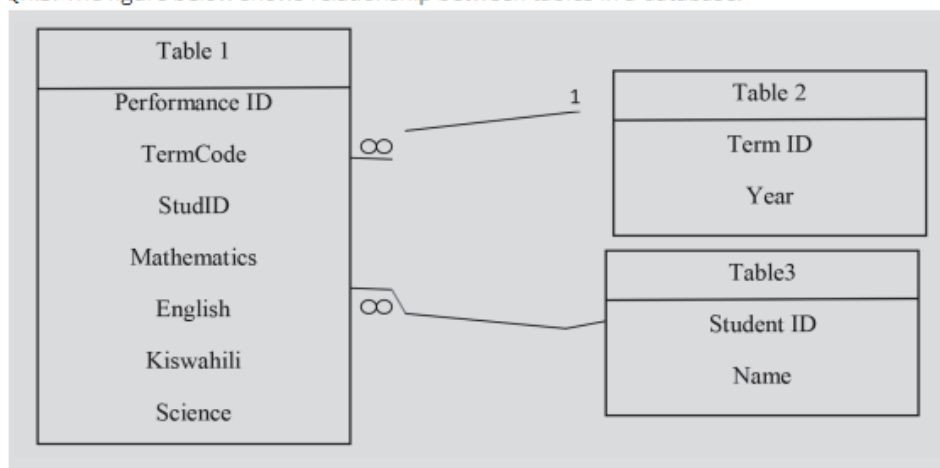 Table 1
Performance ID
TermCode
StudID
Mathematics
English
Kiswahili
Science
∞
∞
1
Table 2
Term ID
Year
Table3
Student ID
Name